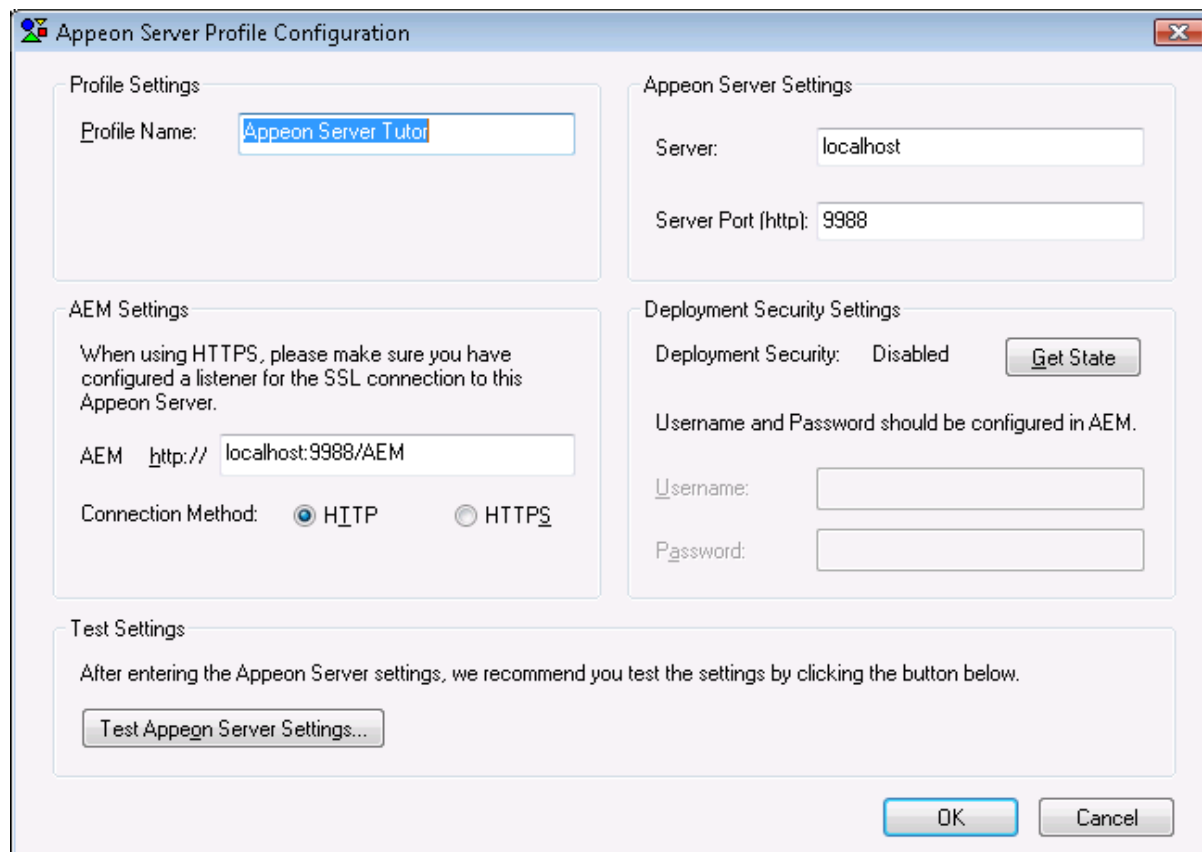 Appeon Server Profile Configuration
Profile Settings
Profile Name: Appeon Server Tutor
Appeon Server Settings
Server: localhost
Server Port (http): 9988
AEM Settings
When using HTTPS, please make sure you have
configured a listener for the SSL connection to this
Appeon Server.
AEM http:// localhost:9988/AEM
Connection Method: HTTP HTTPS
Deployment Security Settings
Deployment Security: Disabled Get State
Username and Password should be configured in AEM.
Username:
Password:
Test Settings
After entering the Appeon Server settings, we recommend you test the settings by clicking the button below.
Test Appeon Server Settings...
OK Cancel